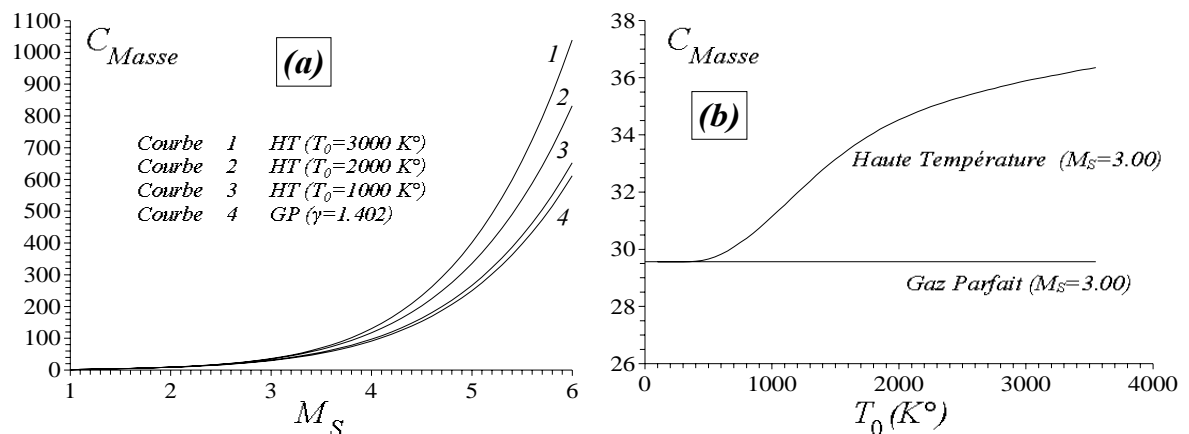 1100
1000
900
800
700
600
500
400
300
200
100
0
C_Masse
(a)
1
2
3
4
Courbe 1 HT (T_0=3000 K°)
Courbe 2 HT (T_0=2000 K°)
Courbe 3 HT (T_0=1000 K°)
Courbe 4 GP (γ=1.402)
1 2 3 4 5 6
M_S
38
36
34
32
30
28
26
C_Masse
(b)
Haute Température (M_S=3.00)
Gaz Parfait (M_S=3.00)
0 1000 2000 3000 4000
T_0 (K°)